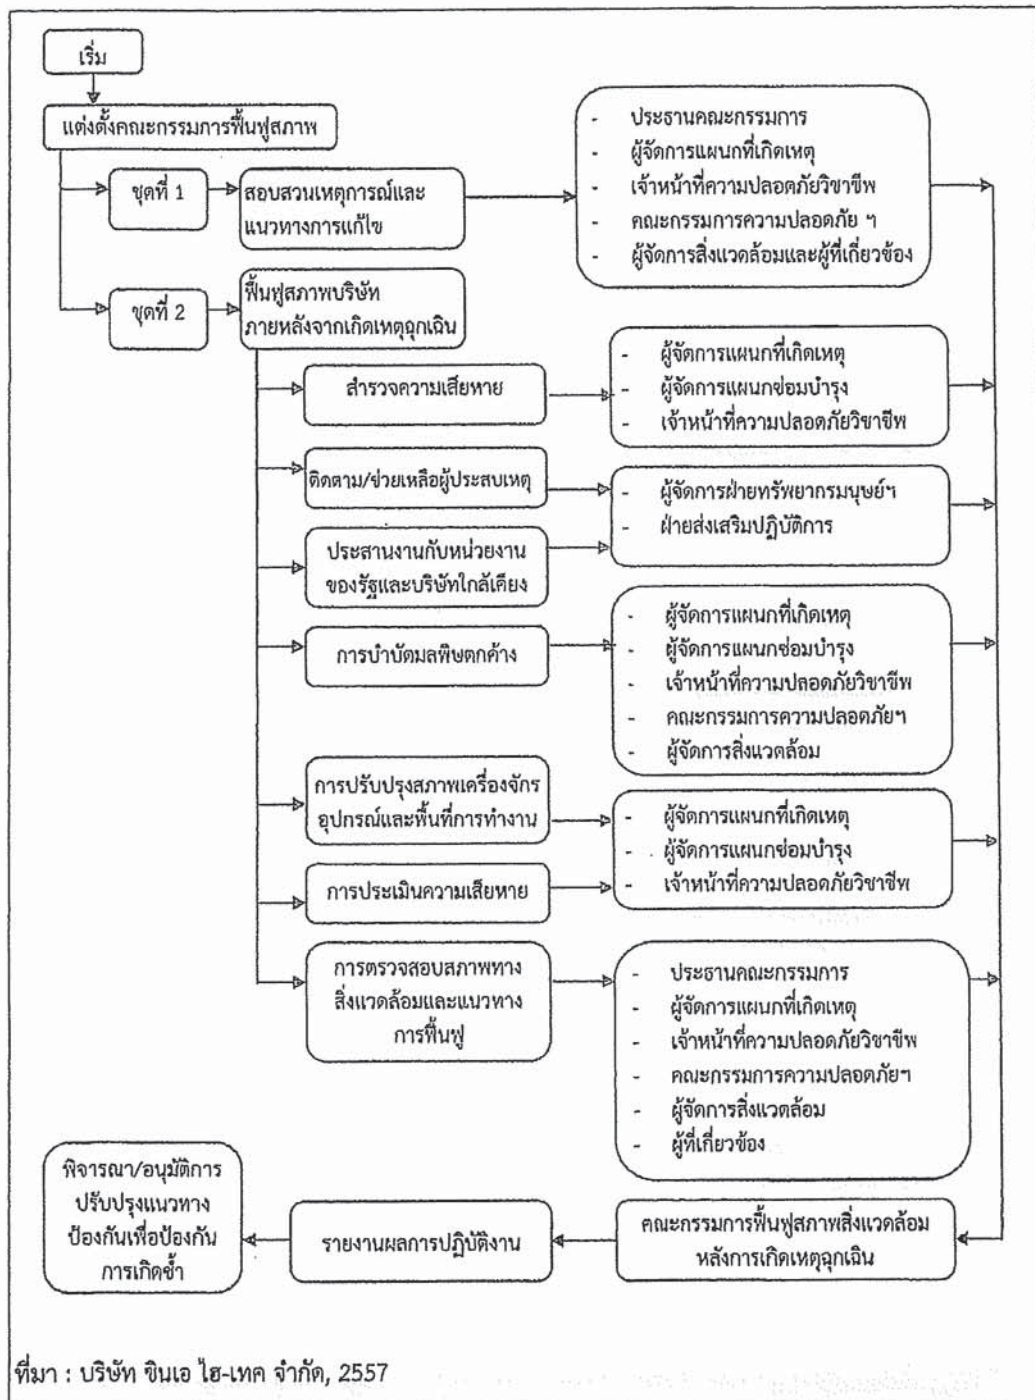 เริ่ม
แต่งตั้งคณะกรรมการฟื้นฟูสภาพ
ชุดที่ 1
สอบสวนเหตุการณ์และ
แนวทางการแก้ไข
- ประธานคณะกรรมการ
- ผู้จัดการแผนกที่เกิดเหตุ
- เจ้าหน้าที่ความปลอดภัยวิชาชีพ
- คณะกรรมการความปลอดภัย ฯ
- ผู้จัดการสิ่งแวดล้อมและผู้ที่เกี่ยวข้อง
ชุดที่ 2
ฟื้นฟูสภาพบริษัท
ภายหลังจากเกิดเหตุฉุกเฉิน
สำรวจความเสียหาย
- ผู้จัดการแผนกที่เกิดเหตุ
- ผู้จัดการแผนกซ่อมบำรุง
- เจ้าหน้าที่ความปลอดภัยวิชาชีพ
ติดตาม/ช่วยเหลือผู้ประสบเหตุ
- ผู้จัดการฝ่ายทรัพยากรมนุษย์ฯ
- ฝ่ายส่งเสริมปฏิบัติการ
ประสานงานกับหน่วยงาน
ของรัฐและบริษัทใกล้เคียง
การบำบัดมลพิษตกค้าง
- ผู้จัดการแผนกที่เกิดเหตุ
- ผู้จัดการแผนกซ่อมบำรุง
- เจ้าหน้าที่ความปลอดภัยวิชาชีพ
- คณะกรรมการความปลอดภัยฯ
- ผู้จัดการสิ่งแวดล้อม
การปรับปรุงสภาพเครื่องจักร
อุปกรณ์และพื้นที่การทำงาน
- ผู้จัดการแผนกที่เกิดเหตุ
- ผู้จัดการแผนกซ่อมบำรุง
- เจ้าหน้าที่ความปลอดภัยวิชาชีพ
การประเมินความเสียหาย
การตรวจสอบสภาพทาง
สิ่งแวดล้อมและแนวทาง
การฟื้นฟู
- ประธานคณะกรรมการ
- ผู้จัดการแผนกที่เกิดเหตุ
- เจ้าหน้าที่ความปลอดภัยวิชาชีพ
- คณะกรรมการความปลอดภัยฯ
- ผู้จัดการสิ่งแวดล้อม
- ผู้ที่เกี่ยวข้อง
คณะกรรมการฟื้นฟูสภาพสิ่งแวดล้อม
หลังการเกิดเหตุฉุกเฉิน
รายงานผลการปฏิบัติงาน
พิจารณา/อนุมัติการ
ปรับปรุงแนวทาง
ป้องกันเพื่อป้องกัน
การเกิดซ้ำ
ที่มา : บริษัท ชินเอ ไฮ-เทค จำกัด, 2557